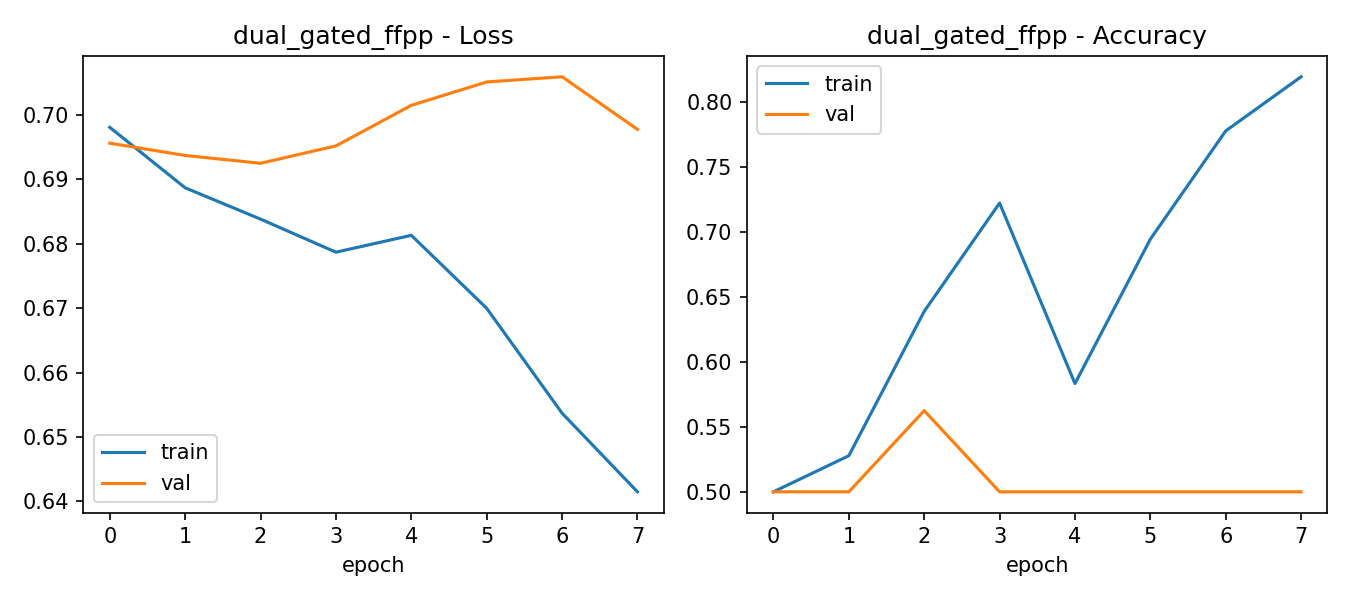 dual_gated_ffpp - Loss
0.70
0.69
0.68
0.67
0.66
0.65
0.64
train
val
0 1 2 3 4 5 6 7
epoch
dual_gated_ffpp - Accuracy
train
val
0.80
0.75
0.70
0.65
0.60
0.55
0.50
0 1 2 3 4 5 6 7
epoch